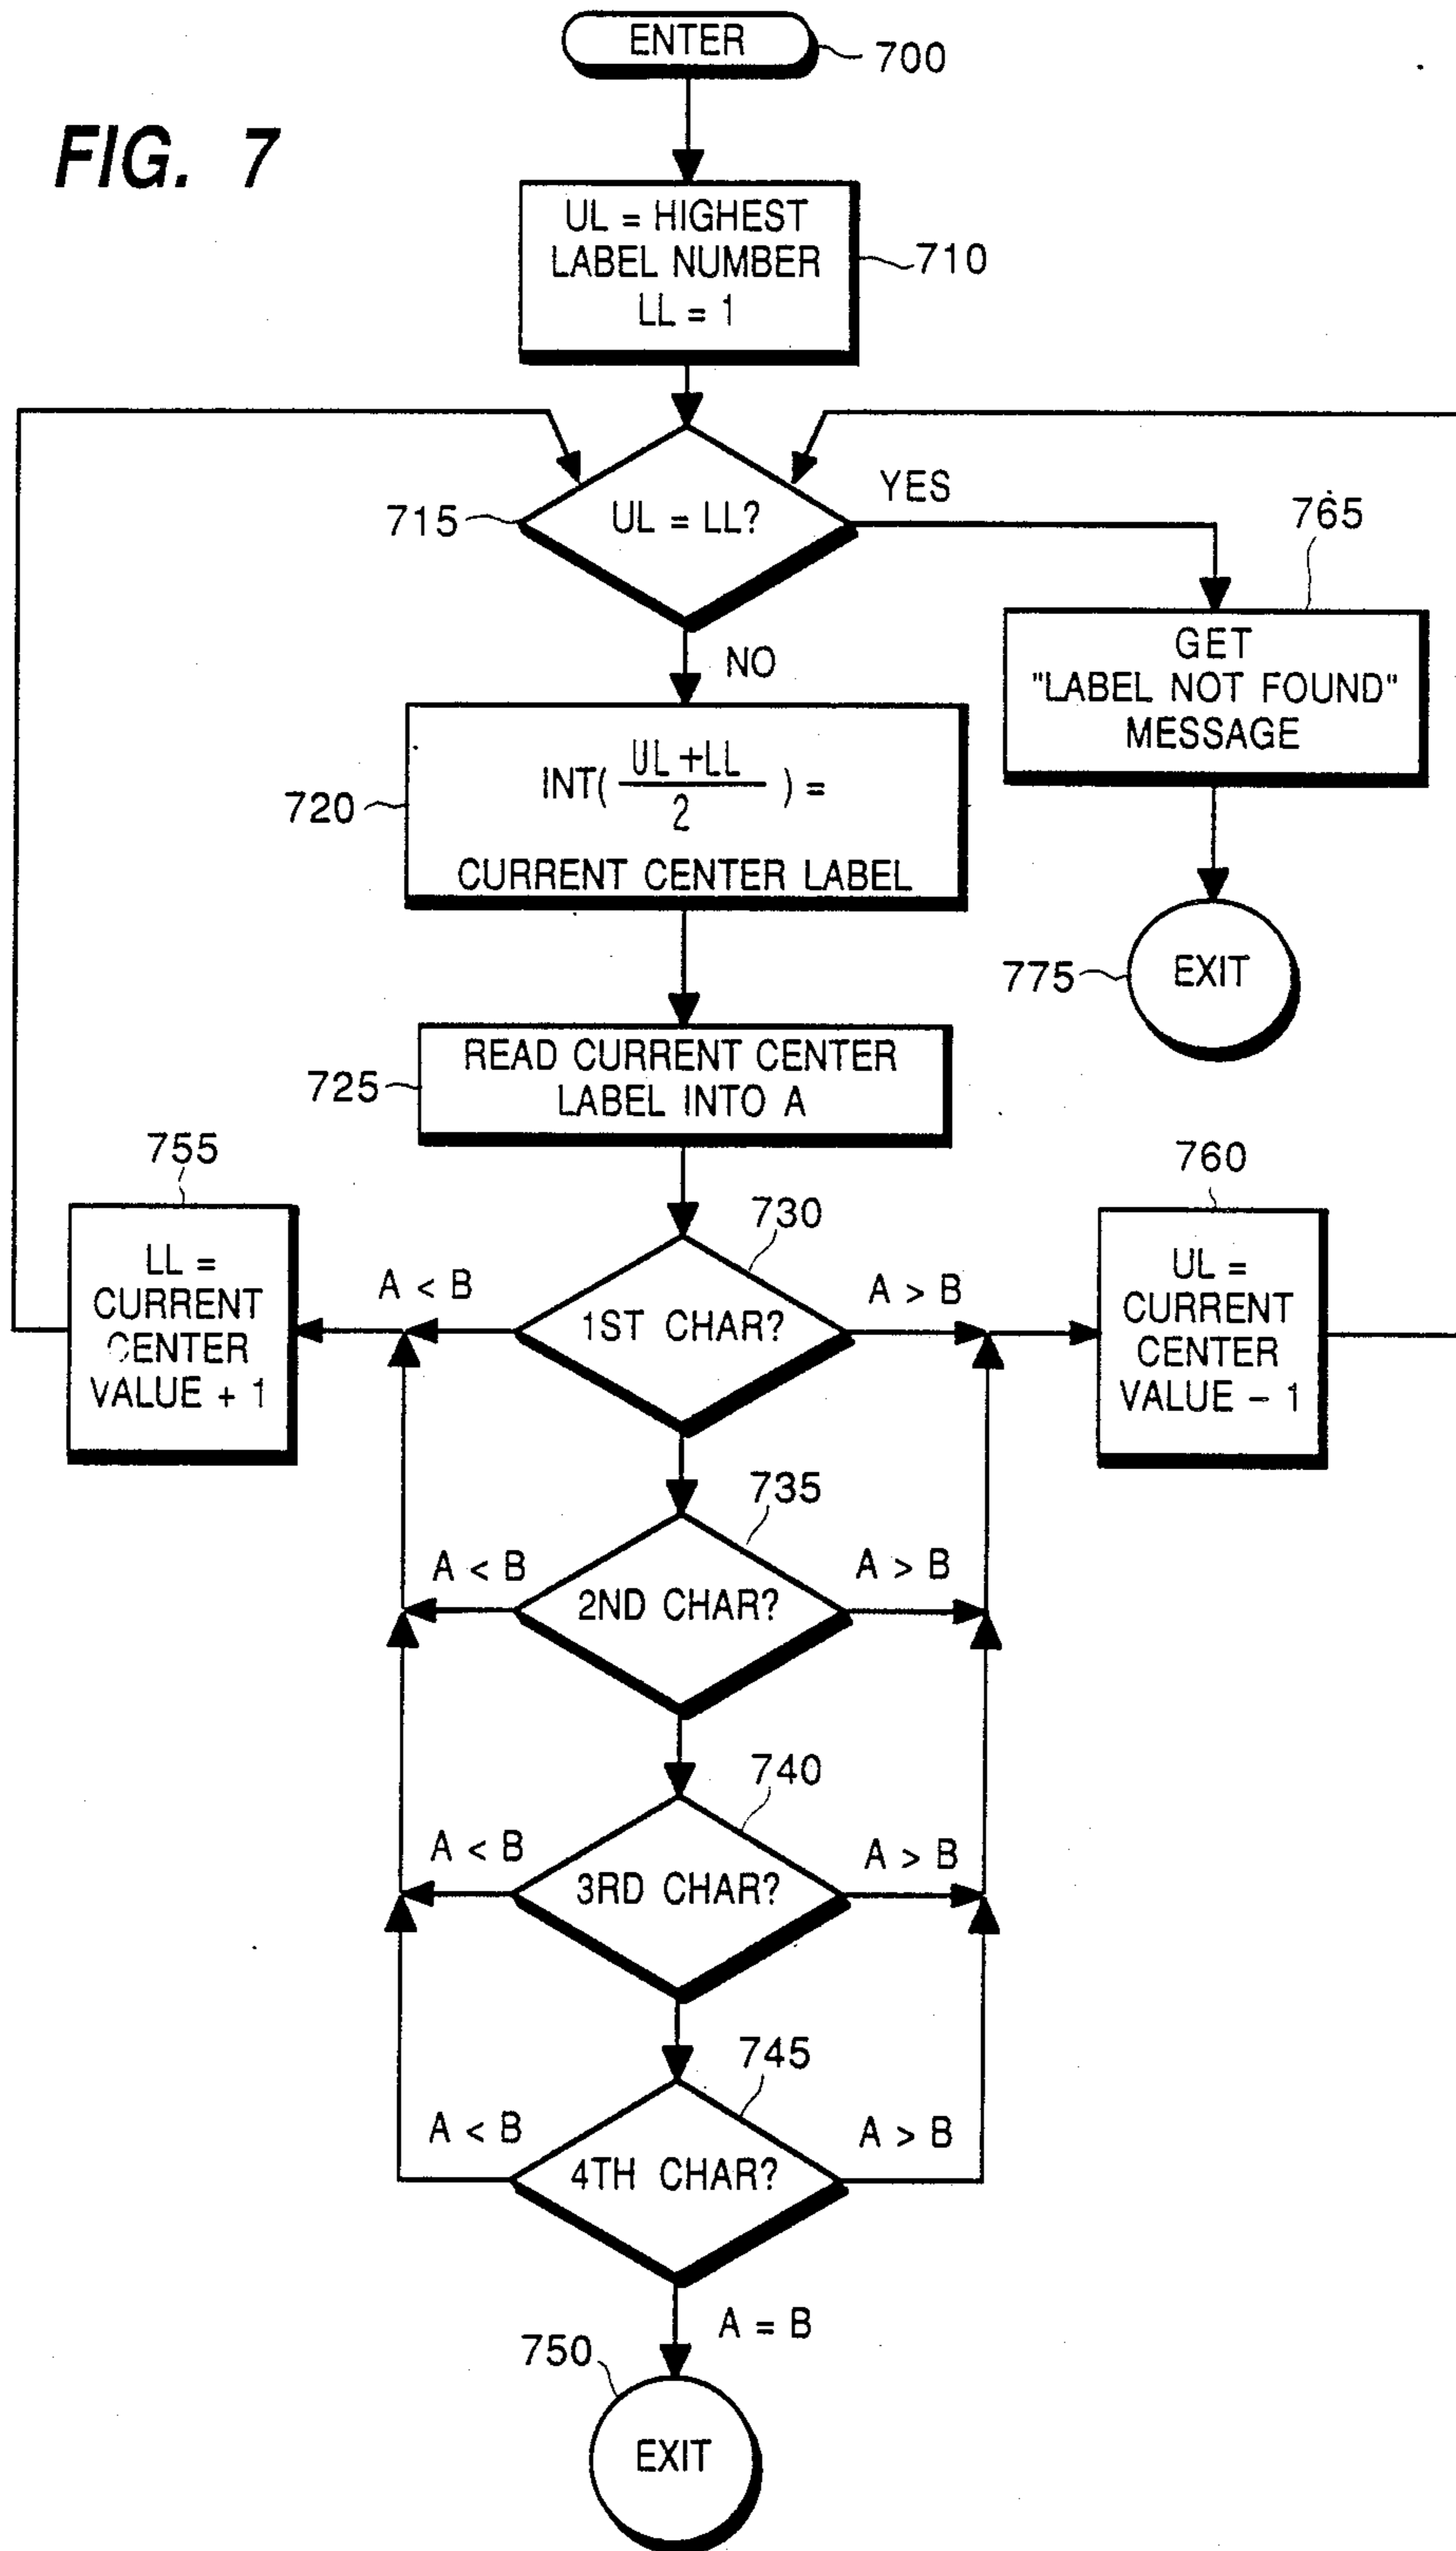 ENTER
700
FIG. 7
UL = HIGHEST
LABEL NUMBER
LL = 1
710
715
UL = LL?
YES
765
NO
GET
"LABEL NOT FOUND"
MESSAGE
720
INT( UL +LL
2 ) =
CURRENT CENTER LABEL
775
EXIT
725
READ CURRENT CENTER
LABEL INTO A
755
LL =
CURRENT
CENTER
VALUE + 1
A < B
730
1ST CHAR?
A > B
760
UL =
CURRENT
CENTER
VALUE – 1
735
A < B
2ND CHAR?
A > B
740
A < B
3RD CHAR?
A > B
745
A < B
4TH CHAR?
A > B
A = B
750
EXIT